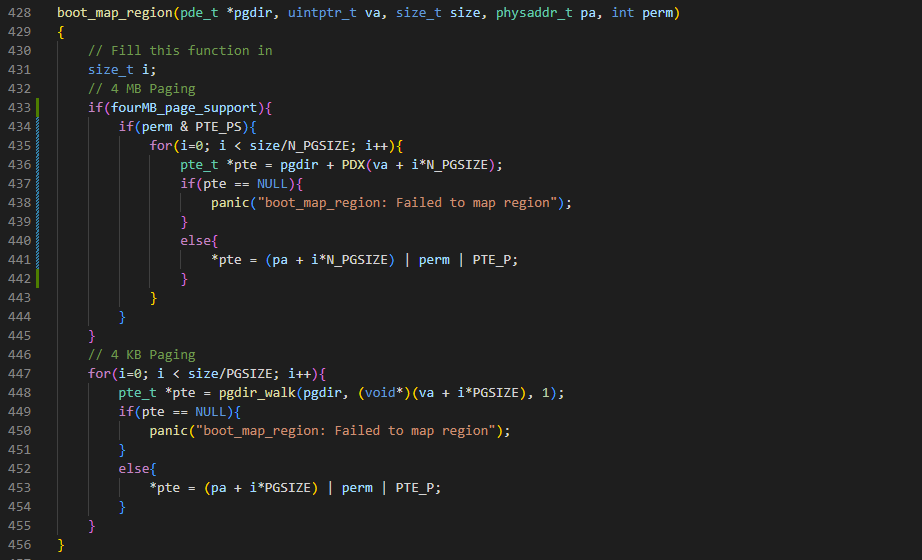 428 boot_map_region(pde_t *pgdir, uintptr_t va, size_t size, physaddr_t pa, int perm)
429 {
430     // Fill this function in
431     size_t i;
432     // 4 MB Paging
433     if(fourMB_page_support){
434         if(perm & PTE_PS){
435             for(i=0; i < size/N_PGSIZE; i++){
436                 pte_t *pte = pgdir + PDX(va + i*N_PGSIZE);
437                 if(pte == NULL){
438                     panic("boot_map_region: Failed to map region");
439                 }
440                 else{
441                     *pte = (pa + i*N_PGSIZE) | perm | PTE_P;
442                 }
443             }
444         }
445     }
446     // 4 KB Paging
447     for(i=0; i < size/PGSIZE; i++){
448         pte_t *pte = pgdir_walk(pgdir, (void*)(va + i*PGSIZE), 1);
449         if(pte == NULL){
450             panic("boot_map_region: Failed to map region");
451         }
452         else{
453             *pte = (pa + i*PGSIZE) | perm | PTE_P;
454         }
455     }
456 }